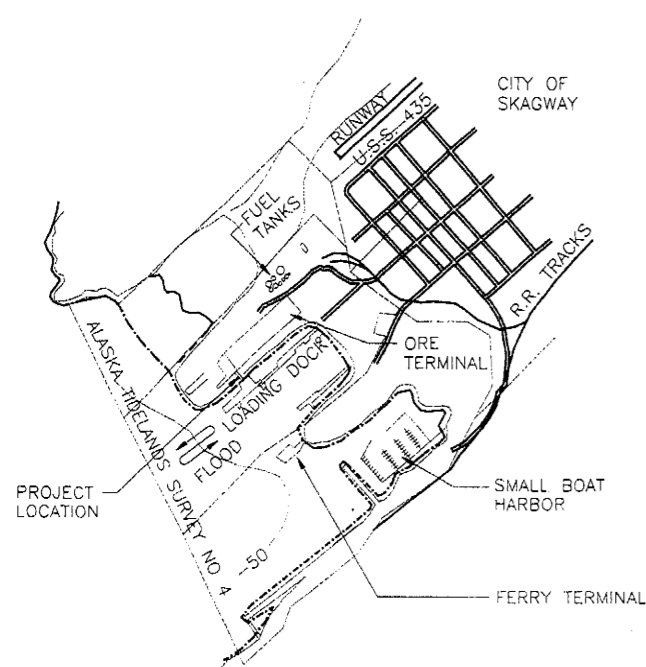 CITY OF
SKAGWAY
RUNWAY
U.S.S. 435
FUEL
TANKS
R.R. TRACKS
ORE
TERMINAL
LOADING DOCK
ALASKA TIDELANDS SURVEY NO 4
FLOOD
PROJECT
LOCATION
-50
SMALL BOAT
HARBOR
FERRY TERMINAL